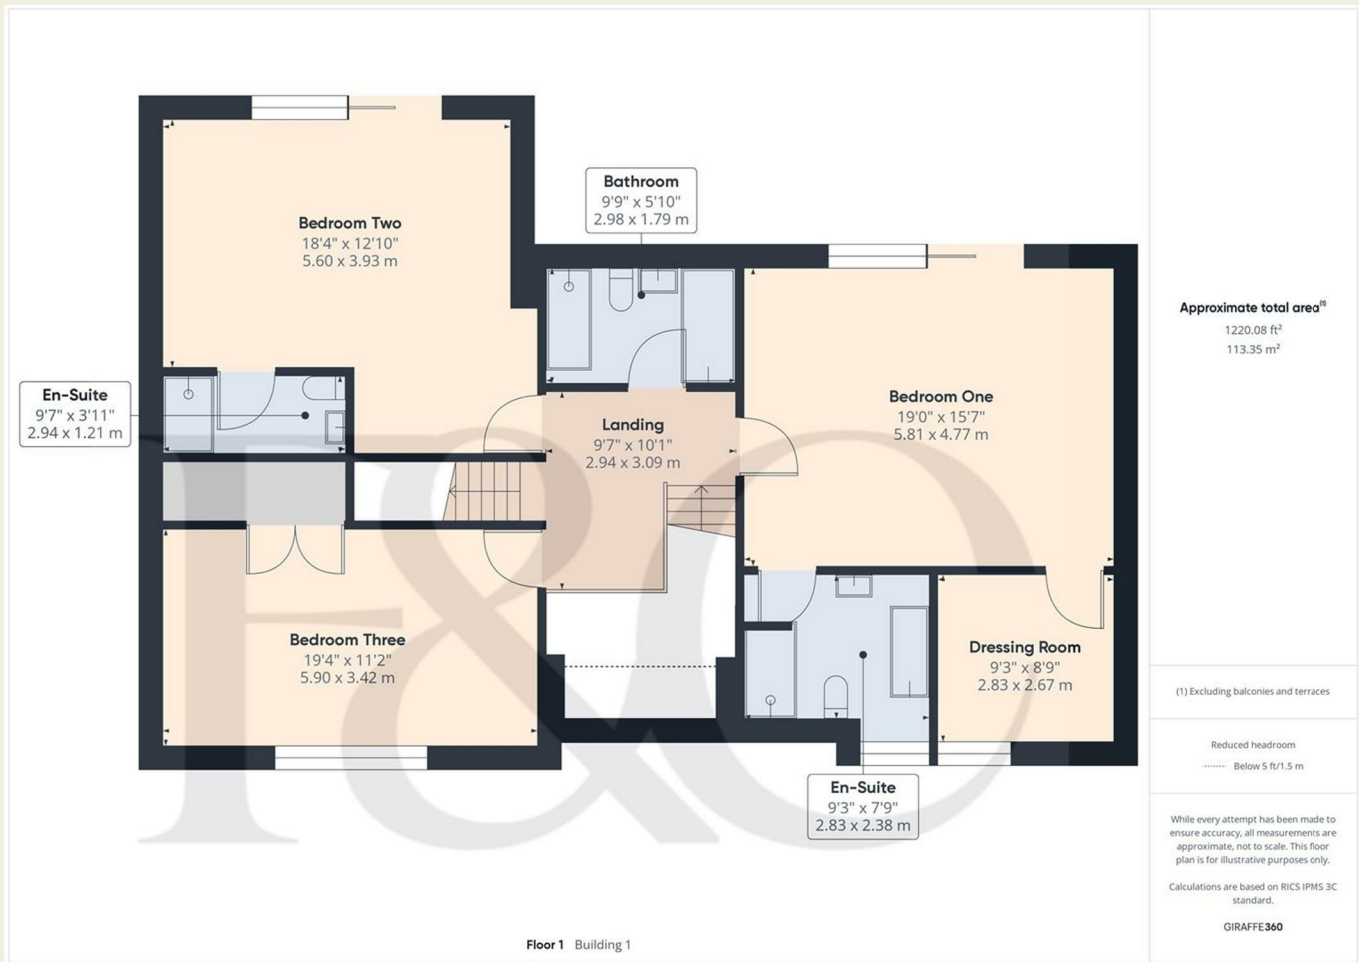 Bedroom Two
18'4" x 12'10"
5.60 x 3.93 m
Bathroom
9'9" x 5'10"
2.98 x 1.79 m
En-Suite
9'7" x 3'11"
2.94 x 1.21 m
Landing
9'7" x 10'1"
2.94 x 3.09 m
Bedroom One
19'0" x 15'7"
5.81 x 4.77 m
Bedroom Three
19'4" x 11'2"
5.90 x 3.42 m
Dressing Room
9'3" x 8'9"
2.83 x 2.67 m
En-Suite
9'3" x 7'9"
2.83 x 2.38 m
F&O
Floor 1 Building 1
Approximate total area(1)
1220.08 ft²
113.35 m²
(1) Excluding balconies and terraces
Reduced headroom
Below 5 ft/1.5 m
While every attempt has been made to
ensure accuracy, all measurements are
approximate, not to scale. This floor
plan is for illustrative purposes only.
Calculations are based on RICS IPMS 3C
standard.
GIRAFFE360